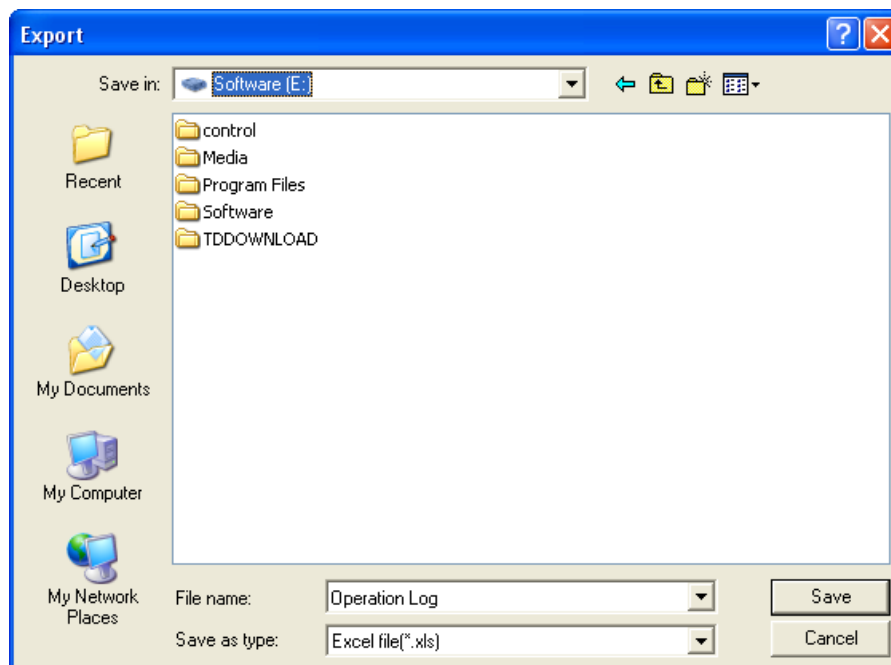 Export
Save in:
Software (E:)
control
Media
Program Files
Software
TDDOWNLOAD
Recent
Desktop
My Documents
My Computer
My Network
Places
File name:
Operation Log
Save
Save as type:
Excel file(*.xls)
Cancel